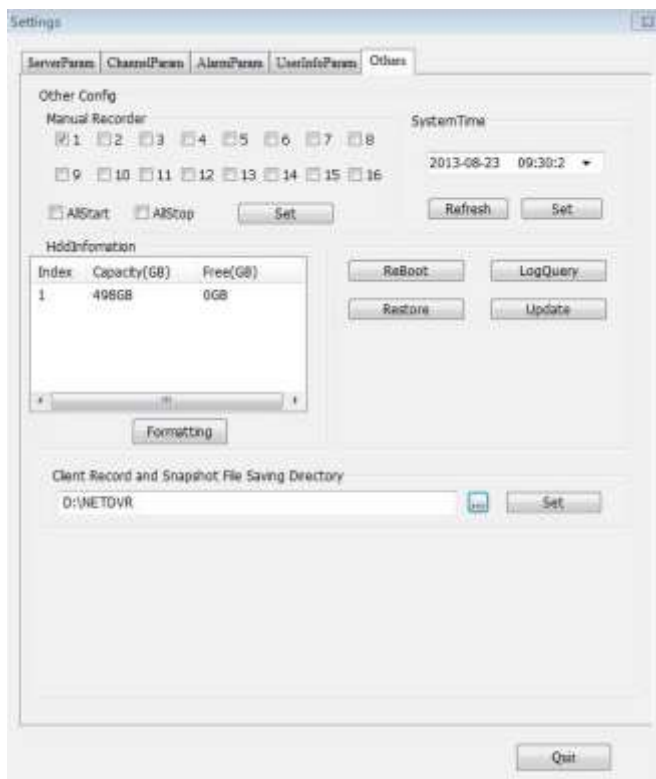 Settings
ServerParam ChannelParam AlarmParam UserInfoParam Others
Other Config
Manual Recorder
1 2 3 4 5 6 7 8
9 10 11 12 13 14 15 16
AllStart AllStop Set
SystemTime
2013-08-23 09:30:2
Refresh Set
HddInfomation
Index Capacity(GB) Free(GB)
1 498GB 0GB
Formatting
ReBoot LogQuery
Restore Update
Client Record and Snapshot File Saving Directory
D:\NETDVR ... Set
Quit